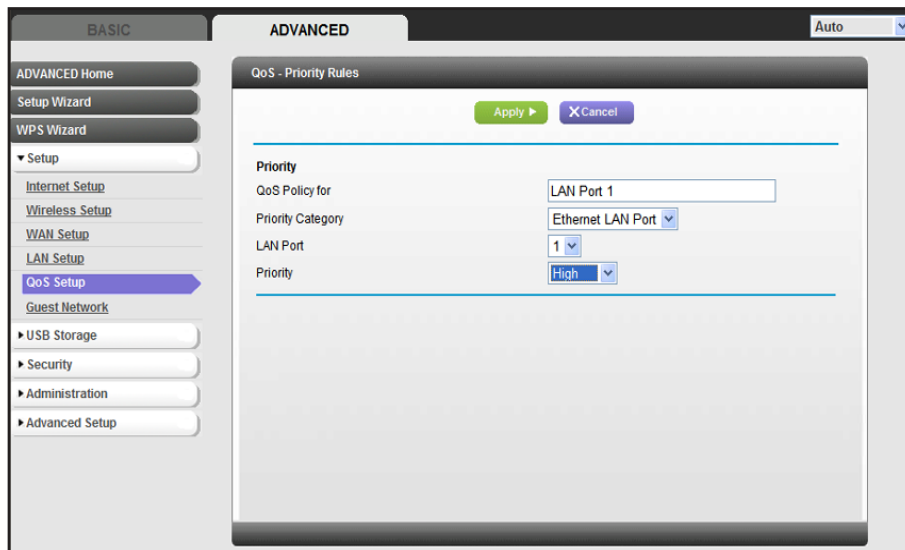 BASIC
ADVANCED
Auto
ADVANCED Home
Setup Wizard
WPS Wizard
Setup
Internet Setup
Wireless Setup
WAN Setup
LAN Setup
QoS Setup
Guest Network
USB Storage
Security
Administration
Advanced Setup
QoS - Priority Rules
Apply
Cancel
Priority
QoS Policy for LAN Port 1
Priority Category Ethernet LAN Port
LAN Port 1
Priority High